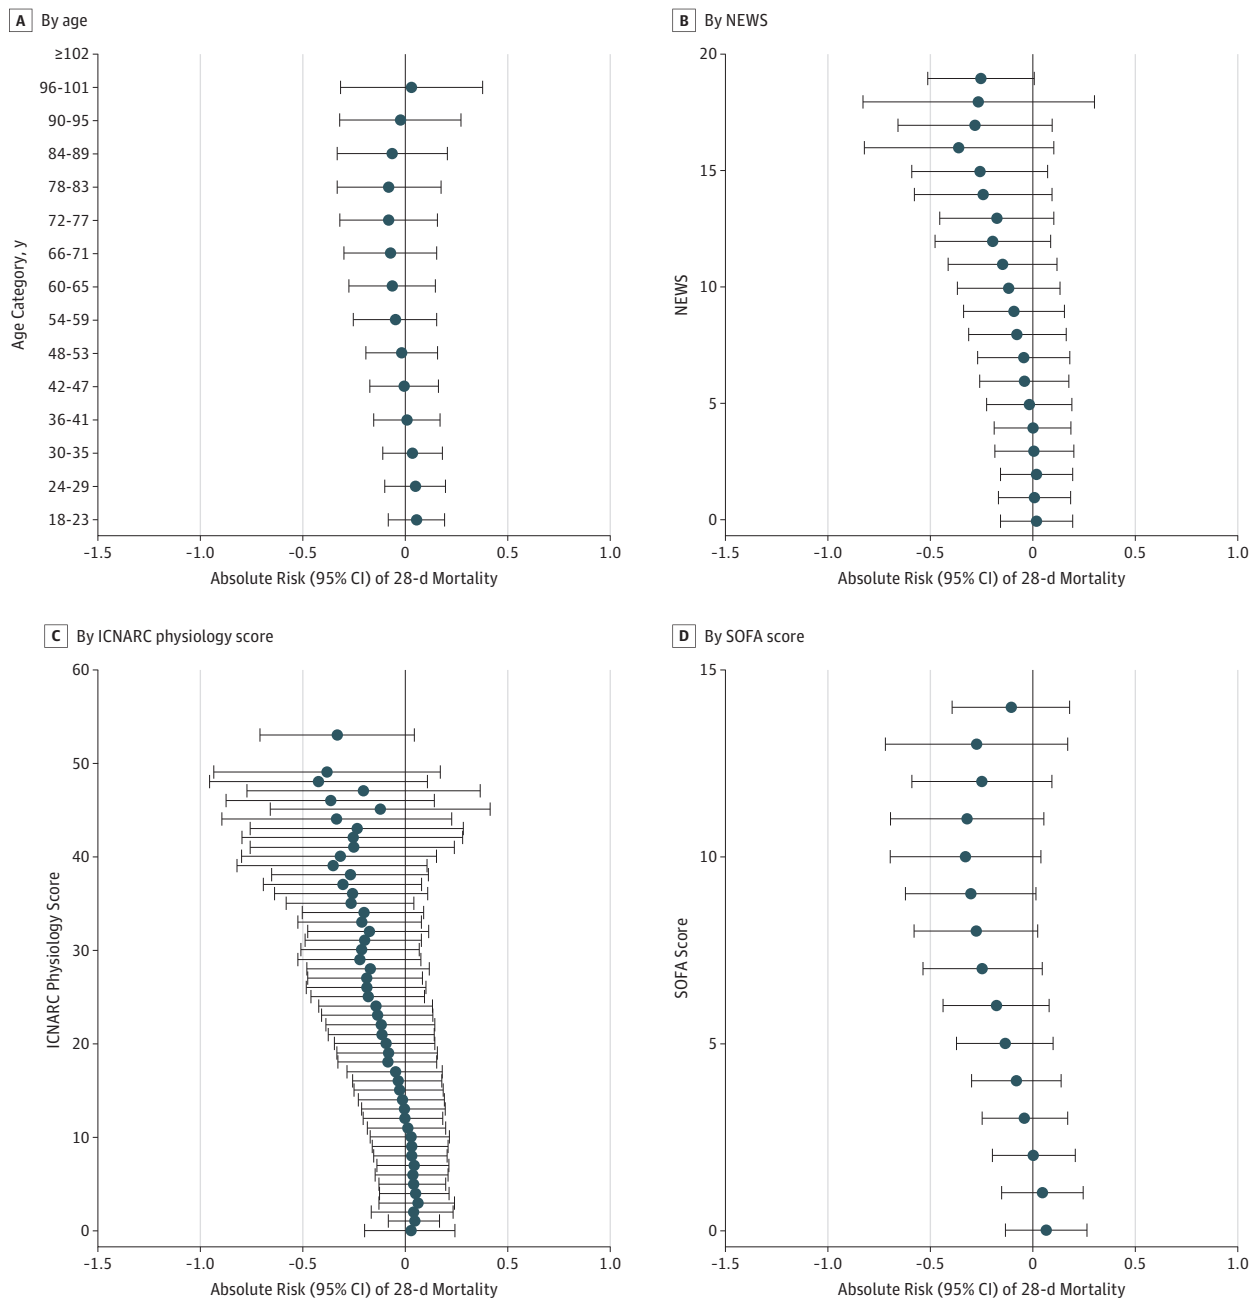 A By age
≥102
96-101
90-95
84-89
78-83
72-77
66-71
60-65
54-59
48-53
42-47
36-41
30-35
24-29
18-23
Age Category, y
-1.5 -1.0 -0.5 0 0.5 1.0
Absolute Risk (95% CI) of 28-d Mortality
B By NEWS
20
15
10
5
0
NEWS
-1.5 -1.0 -0.5 0 0.5 1.0
Absolute Risk (95% CI) of 28-d Mortality
C By ICNARC physiology score
60
50
40
30
20
10
0
ICNARC Physiology Score
-1.5 -1.0 -0.5 0 0.5 1.0
Absolute Risk (95% CI) of 28-d Mortality
D By SOFA score
15
10
5
0
SOFA Score
-1.5 -1.0 -0.5 0 0.5 1.0
Absolute Risk (95% CI) of 28-d Mortality